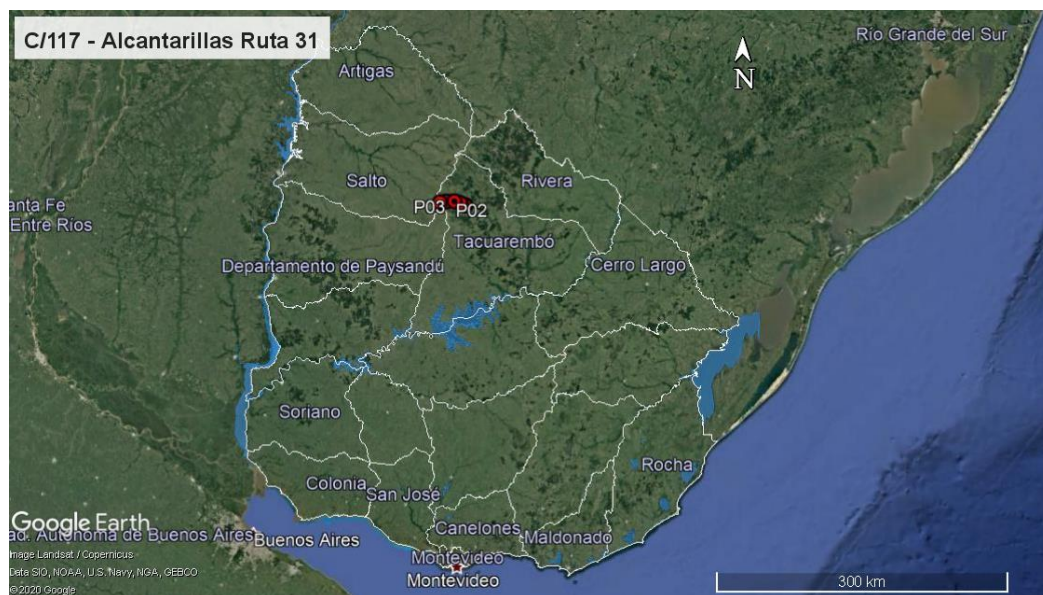 C/117 - Alcantarillas Ruta 31
N
Río Grande del Sur
Artigas
Salto
Rivera
P03
P02
anta Fe
Entre Ríos
Tacuarembó
Departamento de Paysandú
Cerro Largo
Soriano
Rocha
Colonia
San José
Canelones
Maldonado
Google Earth
ad. Autónoma de Buenos Aires
Buenos Aires
Montevideo
Montevideo
Image Landsat / Copernicus
Data SIO, NOAA, U.S. Navy, NGA, GEBCO
©2020 Google
300 km